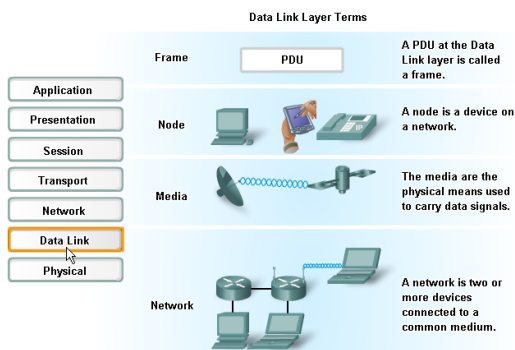 Data Link Layer Terms
Frame
PDU
A PDU at the Data
Link layer is called
a frame.
Application
Presentation
Session
Transport
Network
Data Link
Physical
Node
IP
A node is a device on
a network.
Media
The media are the
physical means used
to carry data signals.
Network
A network is two or
more devices
connected to a
common medium.